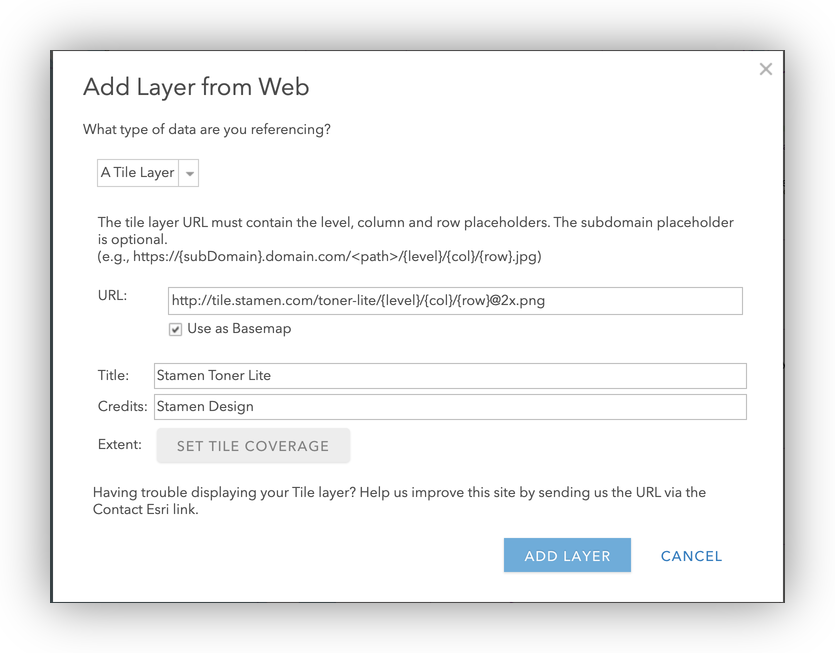 Add Layer from Web
What type of data are you referencing?
A Tile Layer
The tile layer URL must contain the level, column and row placeholders. The subdomain placeholder
is optional.
(e.g., https://{subDomain}.domain.com/<path>/{level}/{col}/{row}.jpg)
URL: http://tile.stamen.com/toner-lite/{level}/{col}/{row}@2x.png
Use as Basemap
Title: Stamen Toner Lite
Credits: Stamen Design
Extent: SET TILE COVERAGE
Having trouble displaying your Tile layer? Help us improve this site by sending us the URL via the
Contact Esri link.
ADD LAYER CANCEL